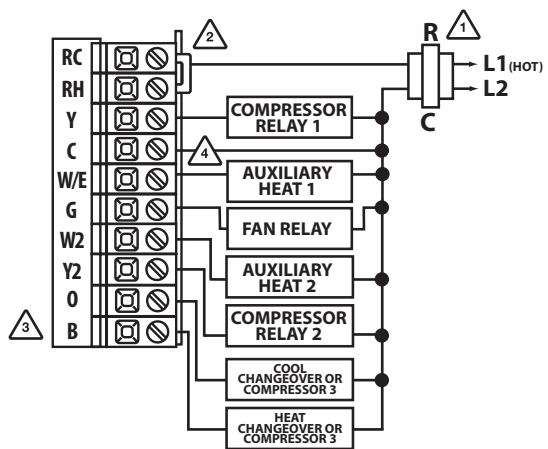 RC
RH
Y
C
W/E
G
W2
Y2
O
B
2
4
3
COMPRESSOR
RELAY 1
AUXILIARY
HEAT 1
FAN RELAY
AUXILIARY
HEAT 2
COMPRESSOR
RELAY 2
COOL
CHANGEOVER OR
COMPRESSOR 3
HEAT
CHANGEOVER OR
COMPRESSOR 3
R
1
L1(HOT)
L2
C